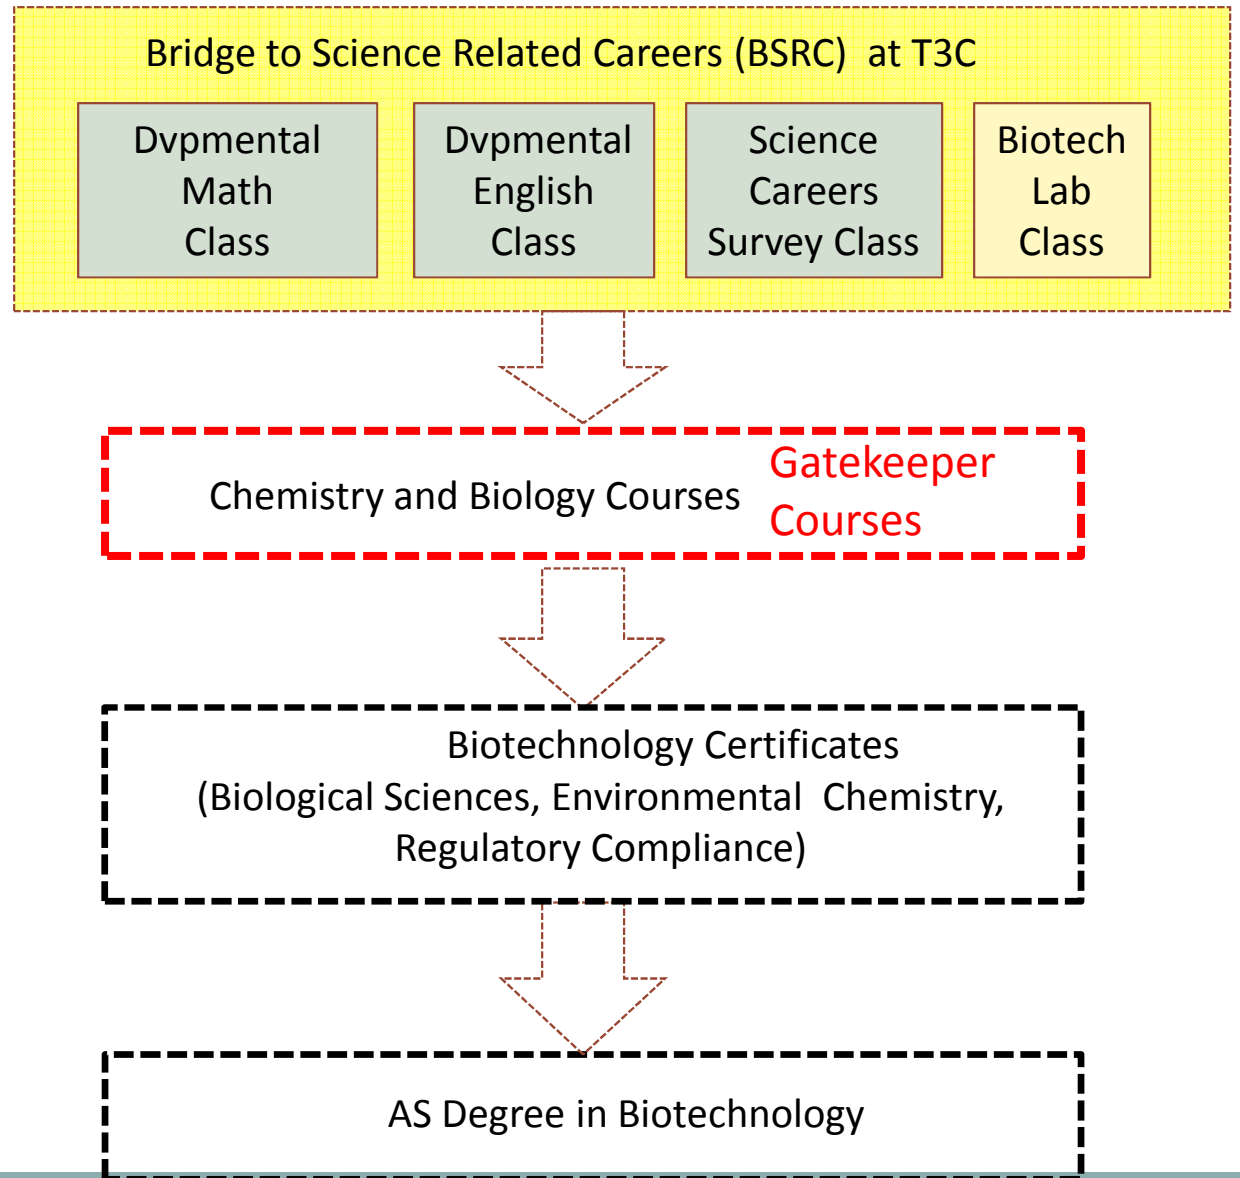 Bridge to Science Related Careers (BSRC) at T3C
Dvpmental
Math
Class
Dvpmental
English
Class
Science
Careers
Survey Class
Biotech
Lab
Class
Chemistry and Biology Courses
Gatekeeper
Courses
Biotechnology Certificates
(Biological Sciences, Environmental Chemistry,
Regulatory Compliance)
AS Degree in Biotechnology